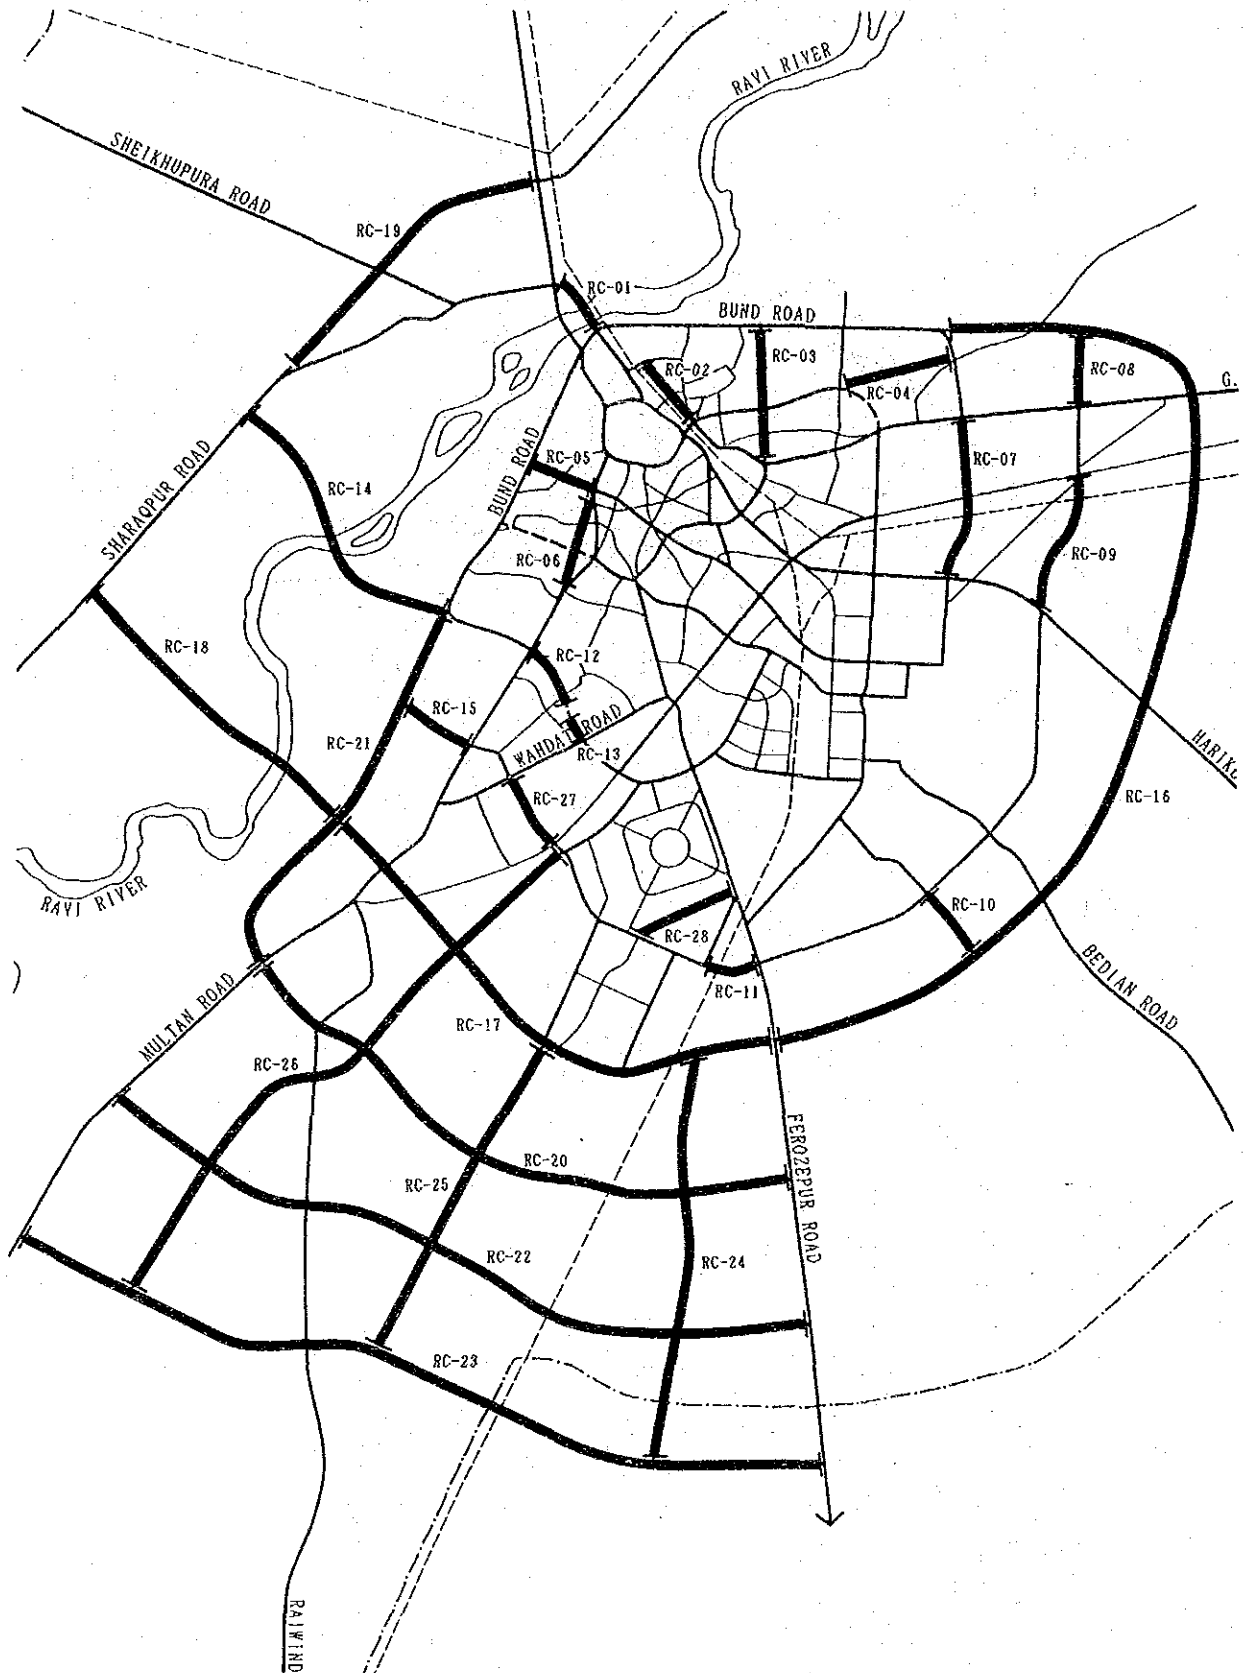 RAVI RIVER
SHEIKHUPURA ROAD
RC-19
RC-01
BUND ROAD
RC-02
RC-03
RC-08
RC-04
G.
RC-05
RC-07
BUND ROAD
SHARAQPUR ROAD
RC-14
RC-06
RC-09
RC-18
RC-12
RC-15
WAHDAT ROAD
RC-21
RC-13
RC-27
RC-16
RAVI RIVER
RC-10
RC-28
BEDIAN ROAD
RC-11
MULTAN ROAD
RC-17
RC-26
FEROZEPUR ROAD
RC-20
RC-25
RC-22
RC-24
RC-23
RAIWIND